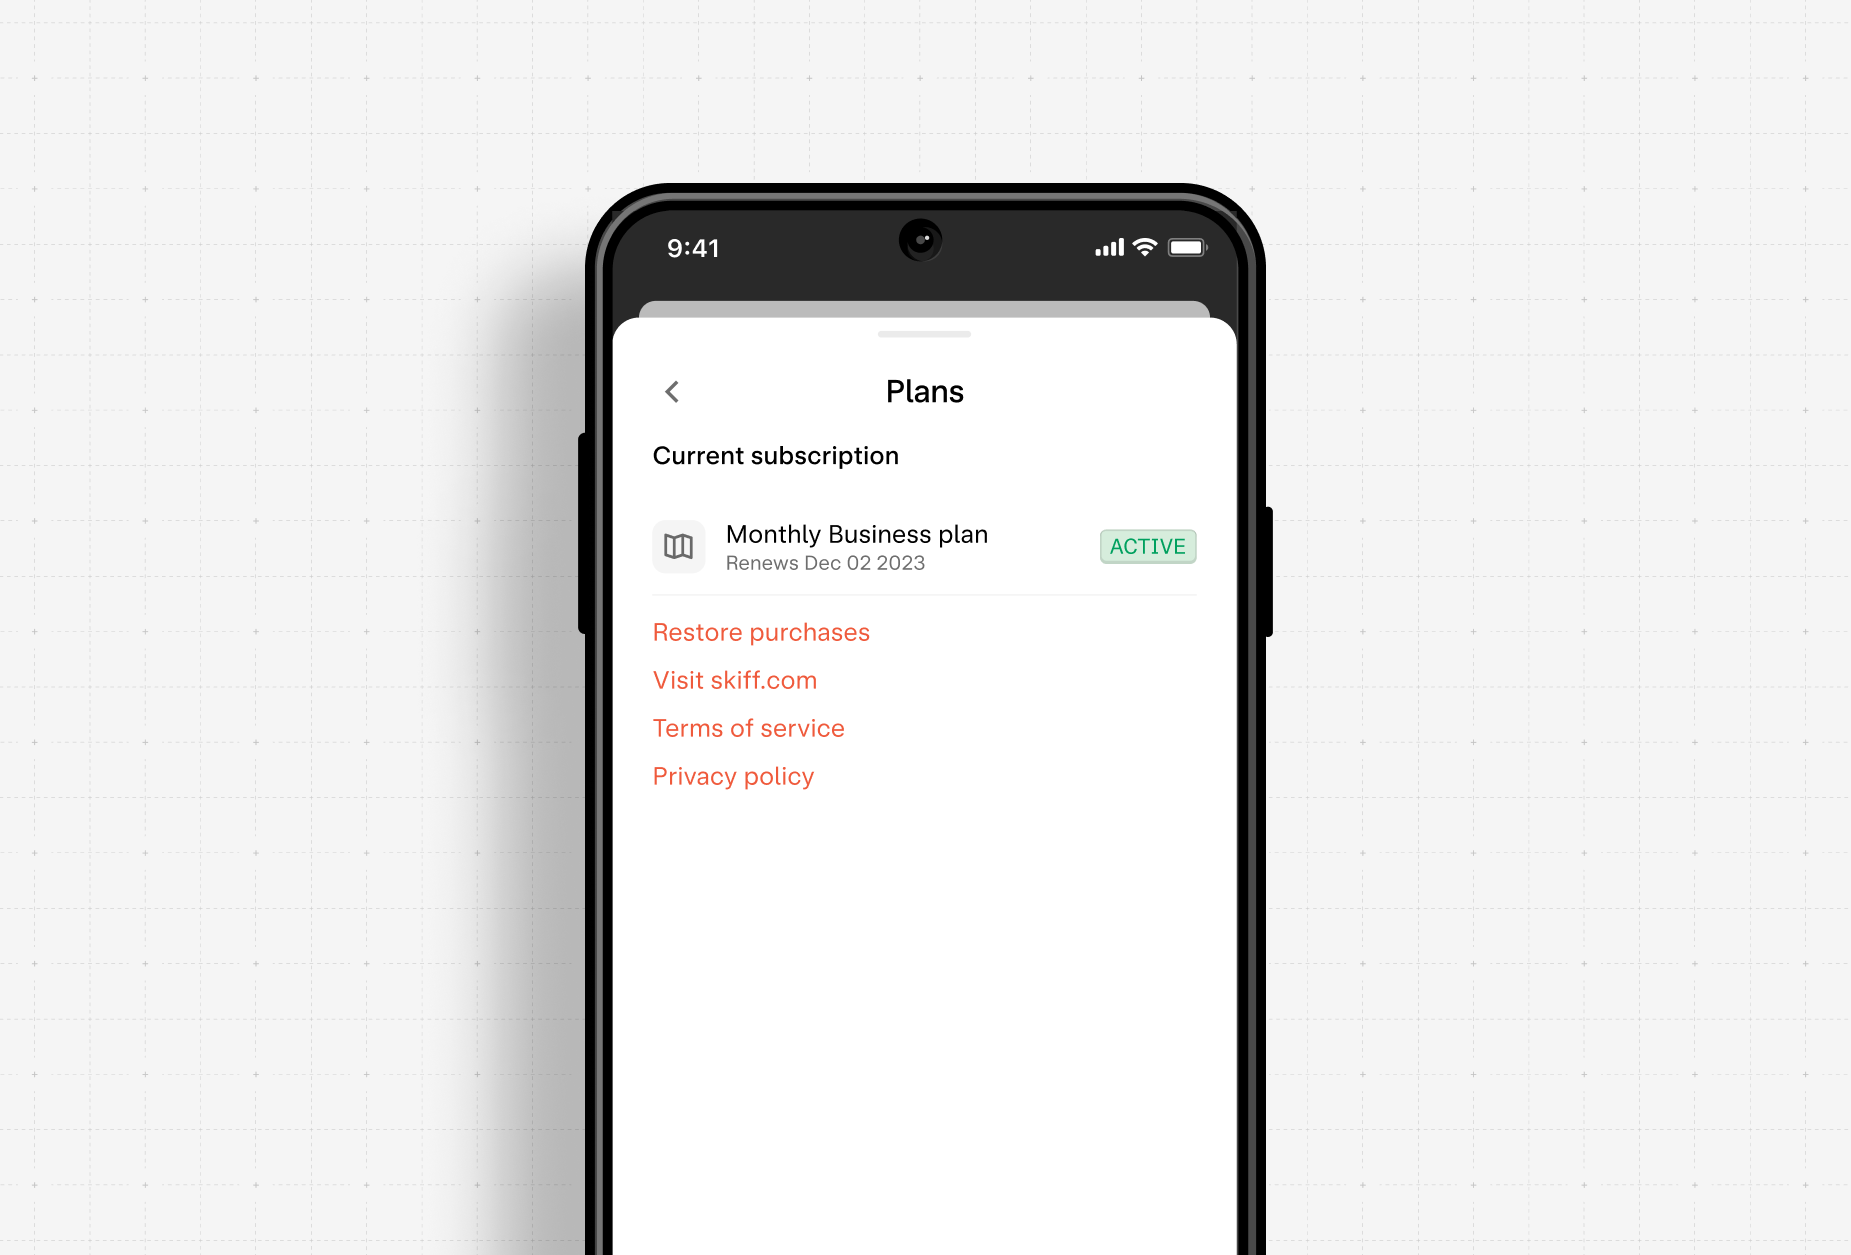 9:41
Plans
Current subscription
Monthly Business plan
Renews Dec 02 2023
ACTIVE
Restore purchases
Visit skiff.com
Terms of service
Privacy policy